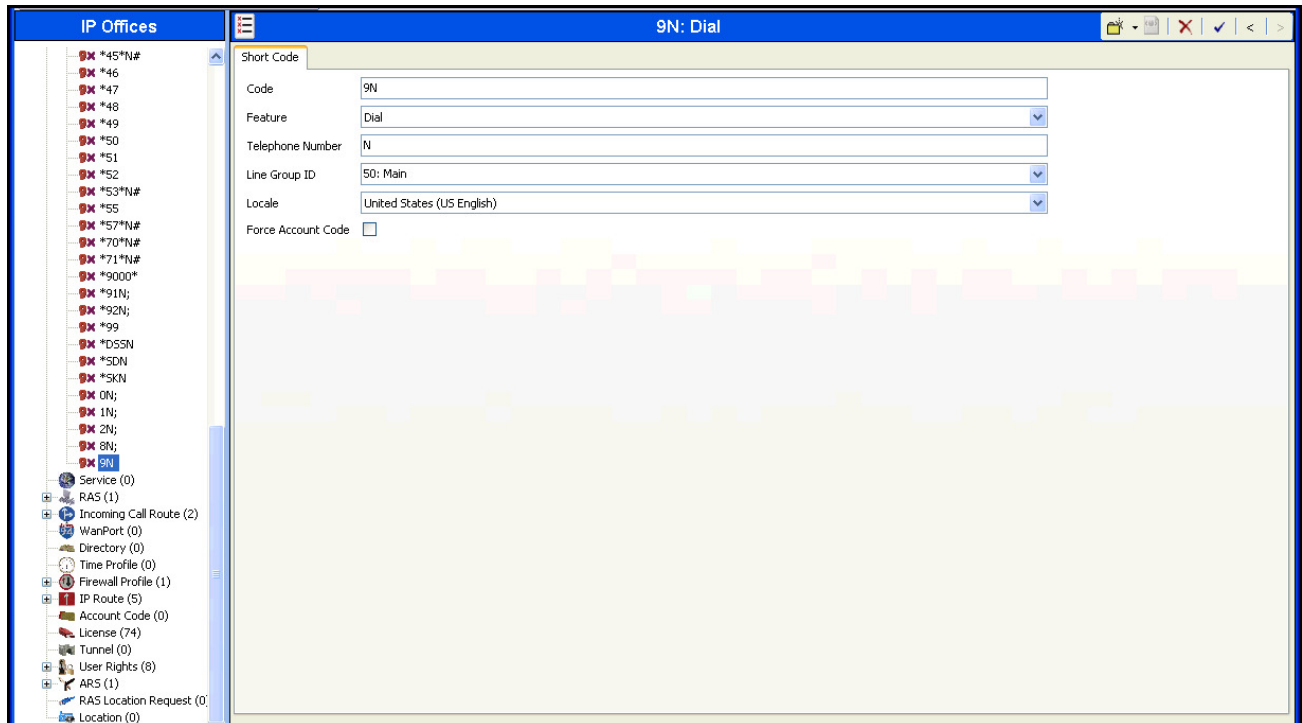 IP Offices
*45*N#
*46
*47
*48
*49
*50
*51
*52
*53*N#
*55
*57*N#
*70*N#
*71*N#
*9000*
*91N;
*92N;
*99
*DSSN
*SDN
*SKN
0N;
1N;
2N;
8N;
9N
Service (0)
RAS (1)
Incoming Call Route (2)
WanPort (0)
Directory (0)
Time Profile (0)
Firewall Profile (1)
IP Route (5)
Account Code (0)
License (74)
Tunnel (0)
User Rights (8)
ARS (1)
RAS Location Request (0
Location (0)
9N: Dial
Short Code
Code 9N
Feature Dial
Telephone Number N
Line Group ID 50: Main
Locale United States (US English)
Force Account Code